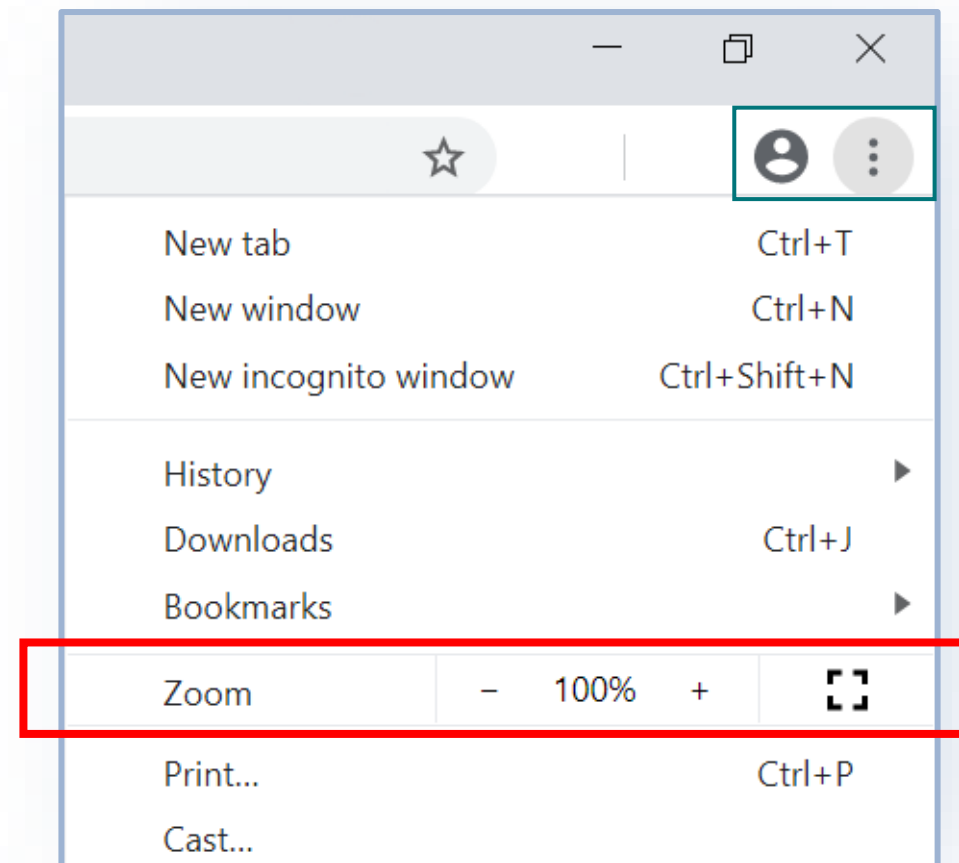 New tab Ctrl+T
New window Ctrl+N
New incognito window Ctrl+Shift+N
History
Downloads Ctrl+J
Bookmarks
Zoom - 100% +
Print... Ctrl+P
Cast...